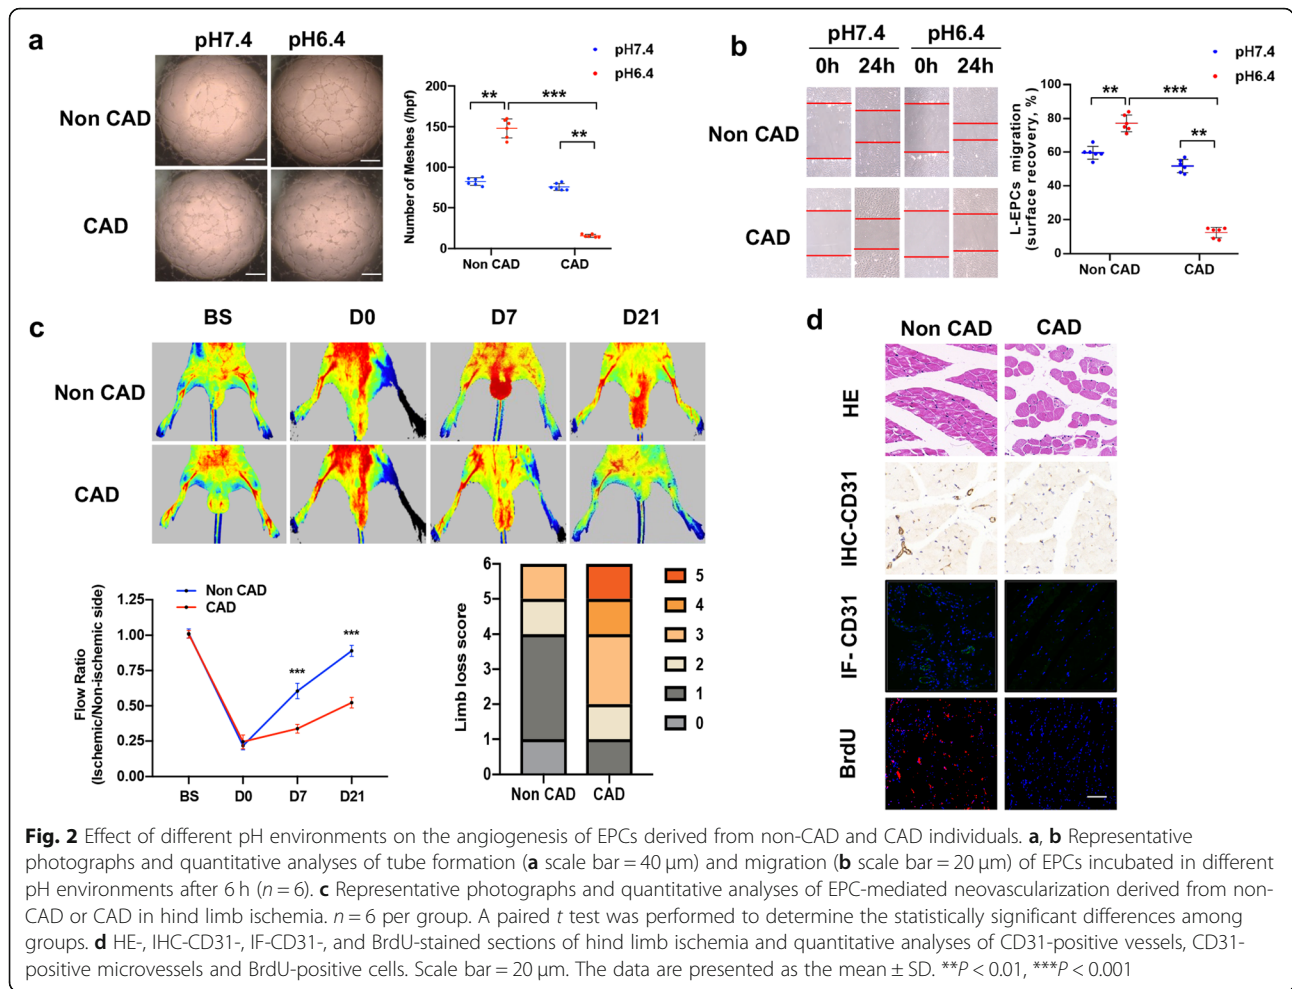 a
pH7.4 pH6.4
Non CAD
CAD
pH7.4
pH6.4
Number of Meshes (/hpf)
200
150
100
50
0
** *** **
Non CAD CAD
b
pH7.4 pH6.4
0h 24h 0h 24h
Non CAD
CAD
pH7.4
pH6.4
L-EPCs migration
(surface recovery, %)
100
80
60
40
20
0
** *** **
Non CAD CAD
c
BS D0 D7 D21
Non CAD
CAD
Flow Ratio
(Ischemic/Non-ischemic side)
1.25
1.00
0.75
0.50
0.25
0.00
Non CAD
CAD
*** ***
BS D0 D7 D21
Limb loss score
6
5
4
3
2
1
0
Non CAD CAD
5
4
3
2
1
0
d
Non CAD CAD
HE
IHC-CD31
IF- CD31
BrdU
Fig. 2 Effect of different pH environments on the angiogenesis of EPCs derived from non-CAD and CAD individuals. a, b Representative
photographs and quantitative analyses of tube formation (a scale bar = 40 μm) and migration (b scale bar = 20 μm) of EPCs incubated in different
pH environments after 6 h (n = 6). c Representative photographs and quantitative analyses of EPC-mediated neovascularization derived from non-
CAD or CAD in hind limb ischemia. n = 6 per group. A paired t test was performed to determine the statistically significant differences among
groups. d HE-, IHC-CD31-, IF-CD31-, and BrdU-stained sections of hind limb ischemia and quantitative analyses of CD31-positive vessels, CD31-
positive microvessels and BrdU-positive cells. Scale bar = 20 μm. The data are presented as the mean ± SD. **P < 0.01, ***P < 0.001